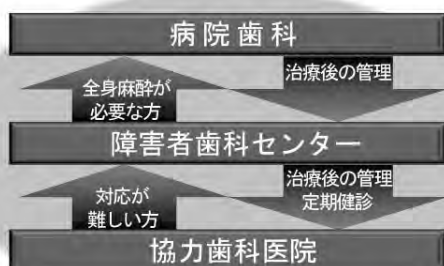 病院歯科
全身麻酔が
必要な方
治療後の管理
障害者歯科センター
対応が
難しい方
治療後の管理
定期健診
協力歯科医院